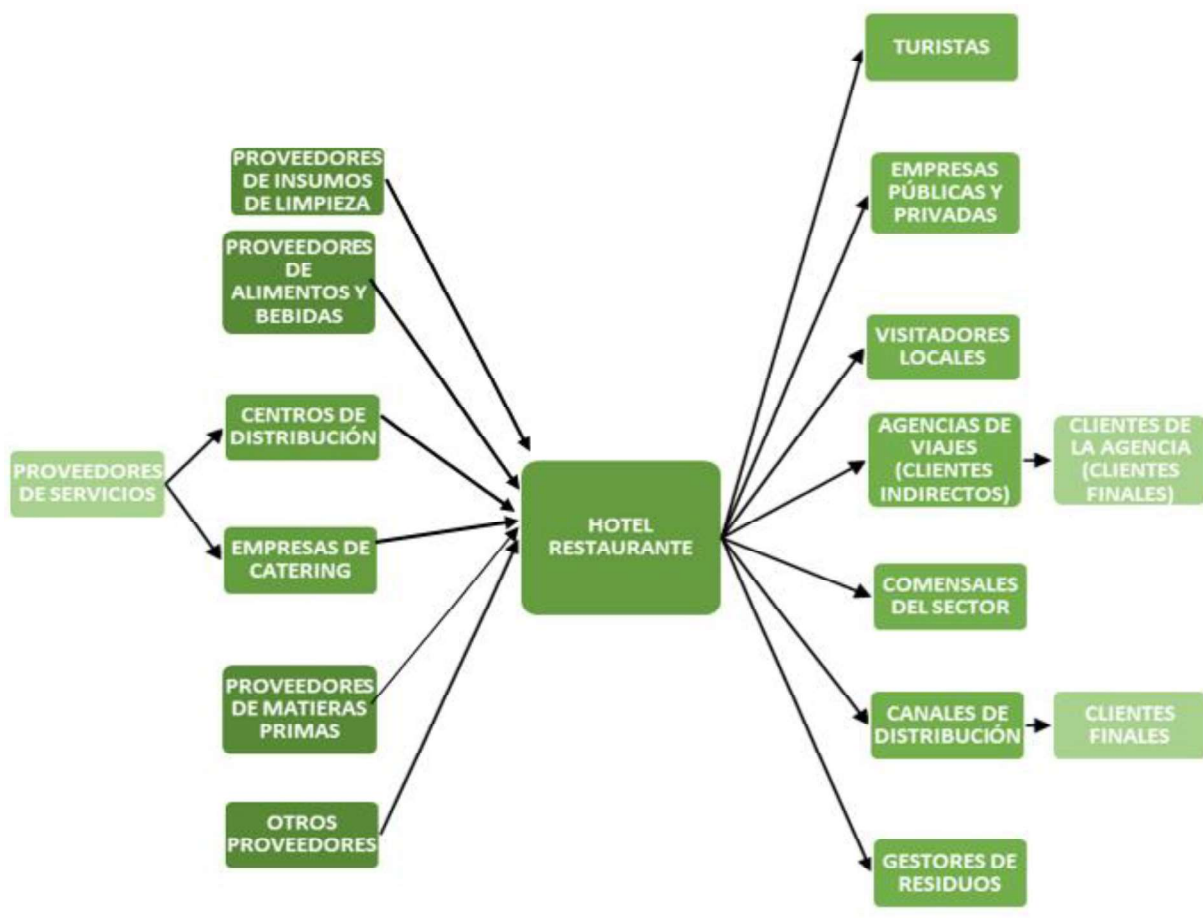 TURISTAS
PROVEEDORES
DE INSUMOS
DE LIMPIEZA
EMPRESAS
PÚBLICAS Y
PRIVADAS
PROVEEDORES
DE
ALIMENTOS Y
BEBIDAS
VISITADORES
LOCALES
CENTROS DE
DISTRIBUCIÓN
AGENCIAS DE
VIAJES
(CLIENTES
INDIRECTOS)
CLIENTES DE
LA AGENCIA
(CLIENTES
FINALES)
PROVEEDORES
DE SERVICIOS
HOTEL
RESTAURANTE
EMPRESAS DE
CATERING
COMENSALES
DEL SECTOR
PROVEEDORES
DE MATIERAS
PRIMAS
CANALES DE
DISTRIBUCIÓN
CLIENTES
FINALES
OTROS
PROVEEDORES
GESTORES DE
RESIDUOS